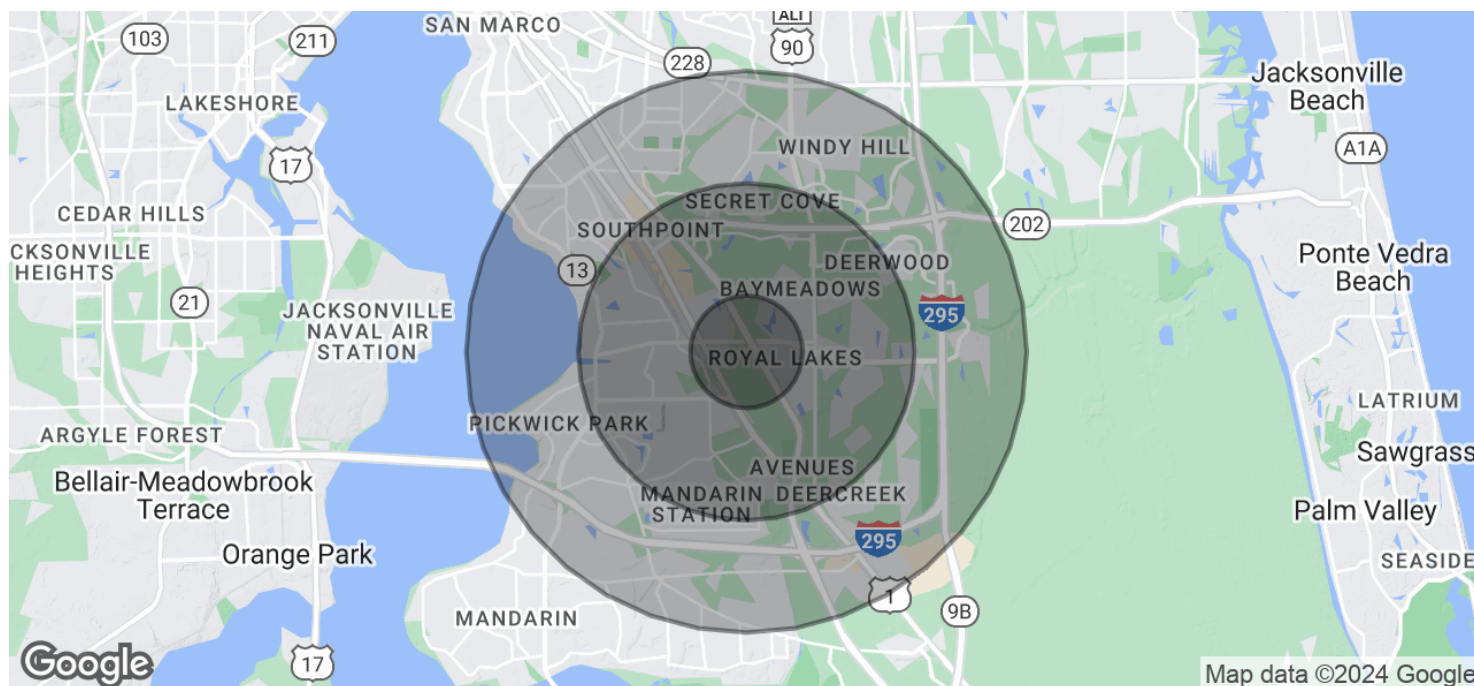 SAN MARCO
ALT
90
103
211
228
Jacksonville
Beach
LAKESHORE
17
WINDY HILL
A1A
CEDAR HILLS
SECRET COVE
SOUTHPOINT
202
CKSONVILLE
HEIGHTS
13
DEERWOOD
Ponte Vedra
Beach
21
JACKSONVILLE
NAVAL AIR
STATION
BAYMEADOWS
295
ROYAL LAKES
LATRIUM
PICKWICK PARK
ARGYLE FOREST
Sawgrass
AVENUES
Bellair-Meadowbrook
Terrace
MANDARIN
STATION
DEERCREEK
Palm Valley
295
Orange Park
SEASIDE
1
9B
MANDARIN
17
Google
Map data ©2024 Google